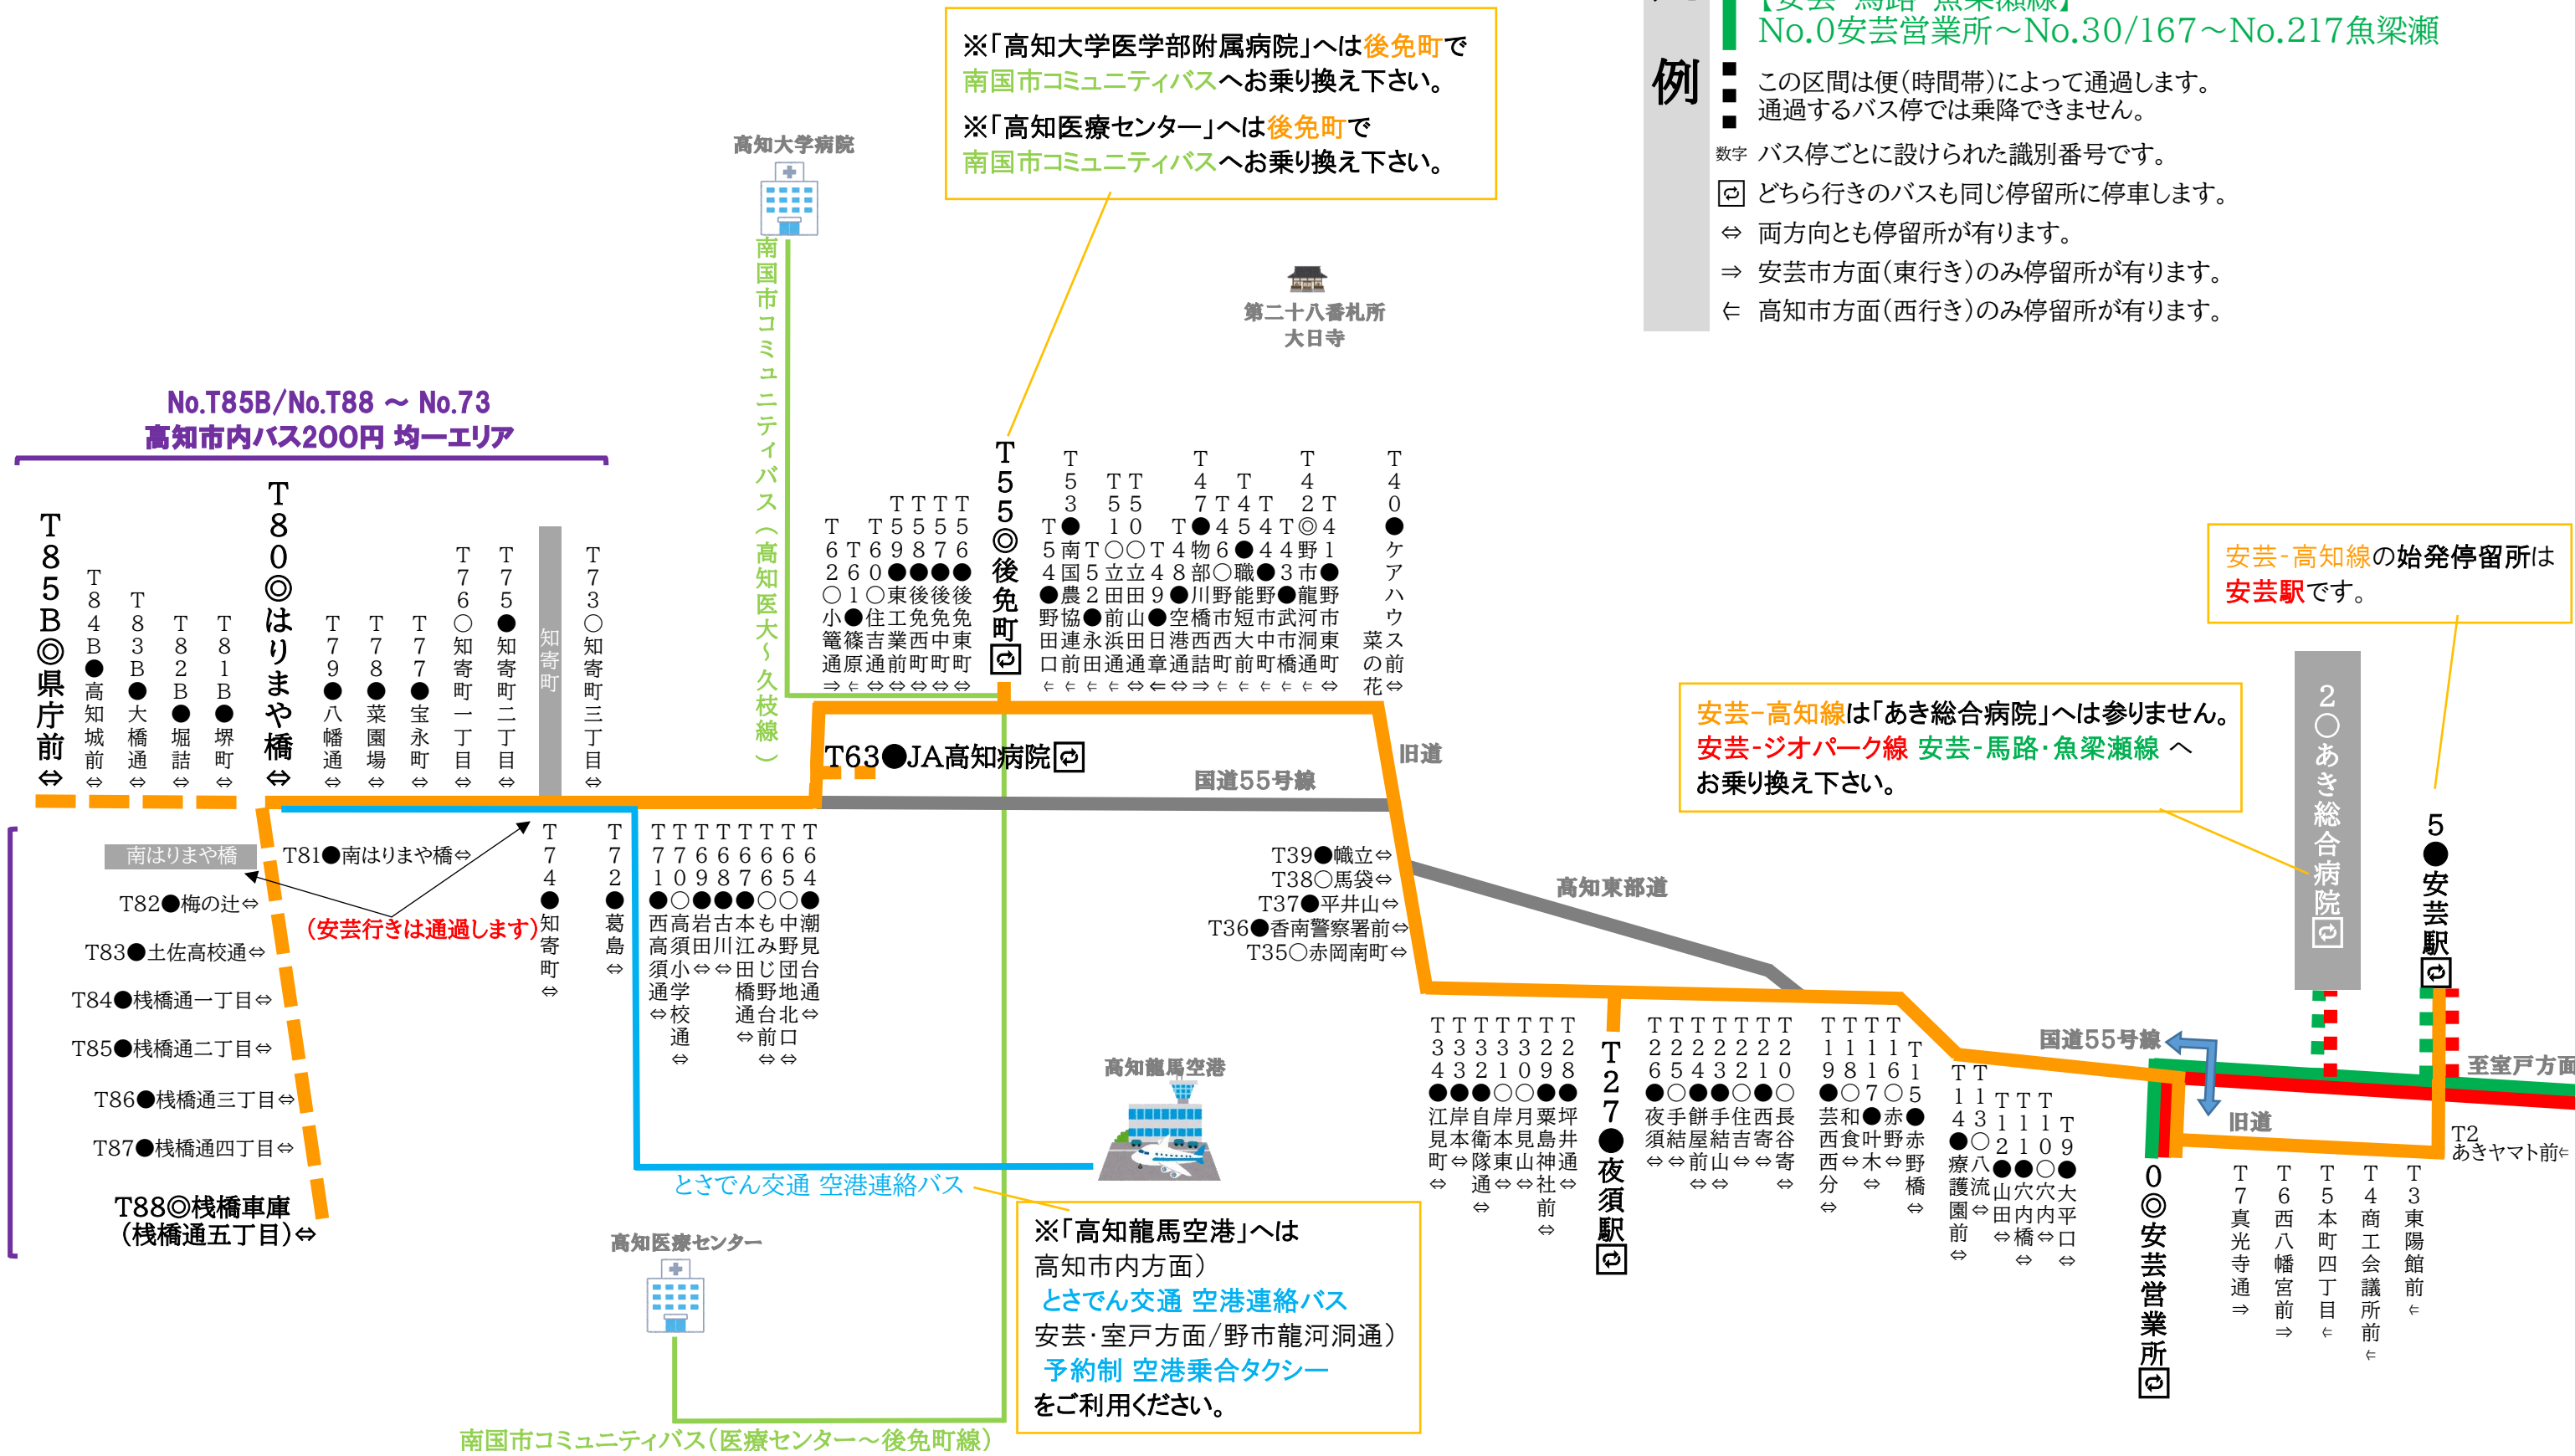 ※「高知大学医学部附属病院」へは後免町で
南国市コミュニティバスへお乗り換え下さい。
※「高知医療センター」へは後免町で
南国市コミュニティバスへお乗り換え下さい。
例
No.0安芸営業所～No.30/167～No.217魚梁瀬
この区間は便(時間帯)によって通過します。
通過するバス停では乗降できません。
数字 バス停ごとに設けられた識別番号です。
どちら行きのバスも同じ停留所に停車します。
⇔ 両方向とも停留所が有ります。
⇒ 安芸市方面(東行き)のみ停留所が有ります。
⇐ 高知市方面(西行き)のみ停留所が有ります。
高知大学病院
南国市コミュニティバス(高知医大～久枝線)
第二十八番札所
大日寺
No.T85B/No.T88 ～ No.73
高知市内バス200円 均一エリア
T85B◎県庁前⇔
T84B●高知城前⇔
T83B●大橋通⇔
T82B●堀詰⇔
T81B●堺町⇔
T80◎はりまや橋⇔
T79●八幡通⇔
T78●菜園場⇔
T77●宝永町⇔
T76○知寄町一丁目⇔
T75●知寄町二丁目⇔
知寄町
T73○知寄町三丁目⇔
T62○小篭通⇒
T61●篠原⇐
T60○住吉通⇔
T59●東工業前⇔
T58●後免西町⇔
T57●後免中町⇔
T56●後免東町⇔
T55◎後免町
T54●野田口⇐
T53●南国農協連前⇐
T52●永田⇐
T51○立田前浜通⇐
T50○立田山田通⇔
T49●日章⇐
T48●空港通⇔
T47●物部川橋西詰⇒
T46○野市西町⇐
T45●職能短大前⇐
T44●野市中町⇐
T43●武市橋⇐
T42◎野市龍河洞通⇐
T41●野市東町⇔
T40●ケアハウス前⇔
菜の花
T63●JA高知病院
国道55号線
旧道
安芸-高知線の始発停留所は
安芸駅です。
安芸-高知線は「あき総合病院」へは参りません。
安芸-ジオパーク線 安芸-馬路・魚梁瀬線 へ
お乗り換え下さい。
2○あき総合病院
5●安芸駅
南はりまや橋
T81●南はりまや橋⇔
T82●梅の辻⇔
(安芸行きは通過します)
T83●土佐高校通⇔
T84●桟橋通一丁目⇔
T85●桟橋通二丁目⇔
T86●桟橋通三丁目⇔
T87●桟橋通四丁目⇔
T88◎桟橋車庫
(桟橋通五丁目)⇔
T74●知寄町⇔
T72●葛島⇔
T71●西高須通⇔
T70○高須小学校通⇔
T69●岩田⇔
T68●古川⇔
T67●本江田橋通⇔
T66○もみじ野台前⇔
T65○中野団地北口⇔
T64●潮見台通⇔
T39●幟立⇔
T38○馬袋⇔
T37●平井山⇔
T36●香南警察署前⇔
T35○赤岡南町⇔
高知東部道
高知龍馬空港
とさでん交通 空港連絡バス
高知医療センター
※「高知龍馬空港」へは
高知市内方面)
とさでん交通 空港連絡バス
安芸・室戸方面/野市龍河洞通)
予約制 空港乗合タクシー
をご利用ください。
南国市コミュニティバス(医療センター～後免町線)
T34●江見町⇔
T33●岸本⇔
T32●自衛隊通⇔
T31○岸本東⇔
T30○月見山⇔
T29●粟島神社前⇔
T28●坪井通⇔
T27●夜須駅
T26●夜須⇔
T25○手結⇔
T24●餅屋前⇔
T23●手結山⇔
T22○住吉⇔
T21●西寄⇔
T20○長谷寄⇔
T19●芸西西分⇔
T18○和食⇔
T117●叶木⇔
T16○赤野⇔
T15●赤野橋⇔
T14●療護園前⇔
T13○八流⇔
T12●山田⇔
T11●穴内橋⇔
T10○穴内⇔
T9●大平口⇔
国道55号線
至室戸方面
旧道
0◎安芸営業所
T7真光寺通⇒
T6西八幡宮前⇒
T5本町四丁目⇐
T4商工会議所前⇐
T3東陽館前⇐
T2
あきヤマト前⇐